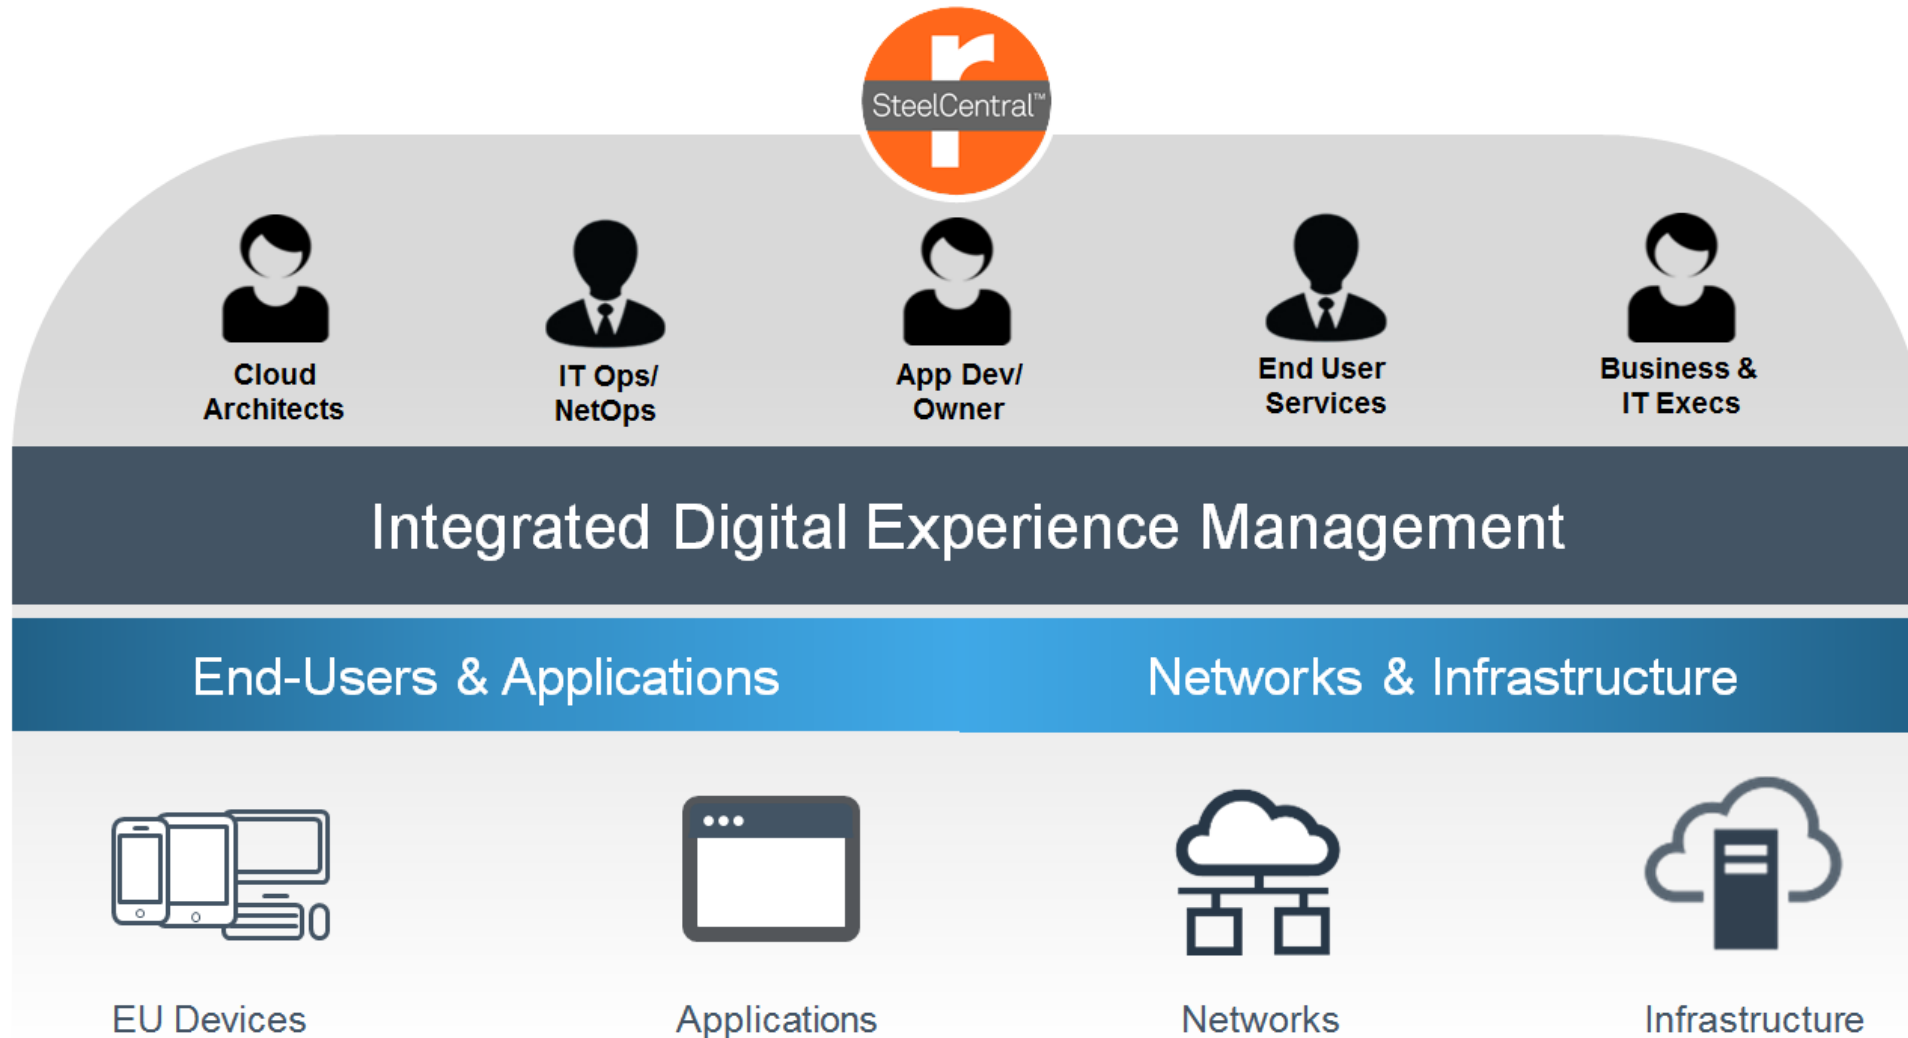 SteelCentral™
Cloud
Architects
IT Ops/
NetOps
App Dev/
Owner
End User
Services
Business &
IT Execs
Integrated Digital Experience Management
End-Users & Applications
Networks & Infrastructure
EU Devices
Applications
Networks
Infrastructure